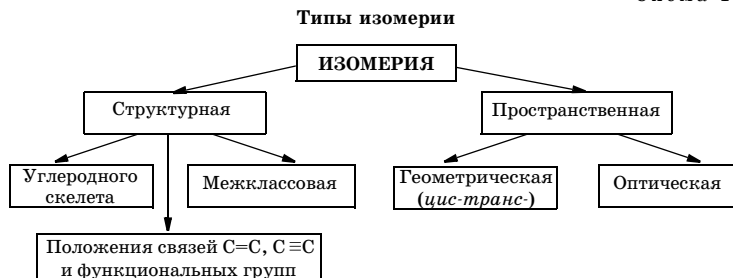 Типы изомерии
ИЗОМЕРИЯ
Структурная
Пространственная
Углеродного
скелета
Межклассовая
Геометрическая
(цис-транс-)
Оптическая
Положения связей C=C, C≡C
и функциональных групп